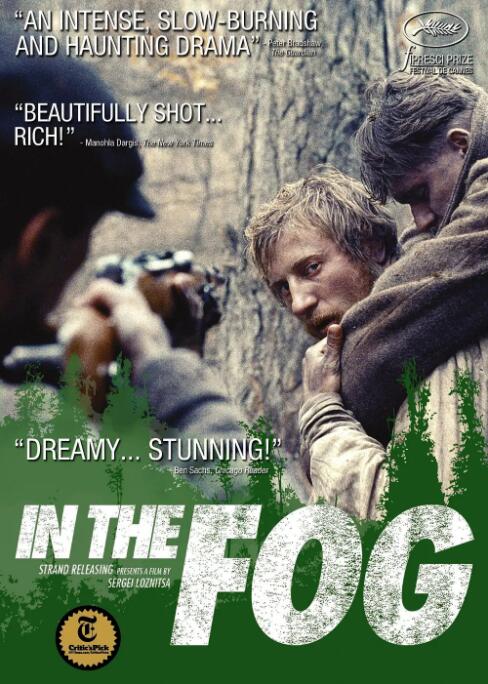 “AN INTENSE, SLOW-BURNING
AND HAUNTING DRAMA” - Peter Bradshaw,
The Guardian
FIPRESCI PRIZE
FESTIVAL DE CANNES
“BEAUTIFULLY SHOT...
RICH!” - Manohla Dargis, The New York Times
“DREAMY... STUNNING!”
- Ben Sachs, Chicago Reader
IN THE
FOG
STRAND RELEASING PRESENTS A FILM BY
SERGEI LOZNITSA
T
Critic's Pick